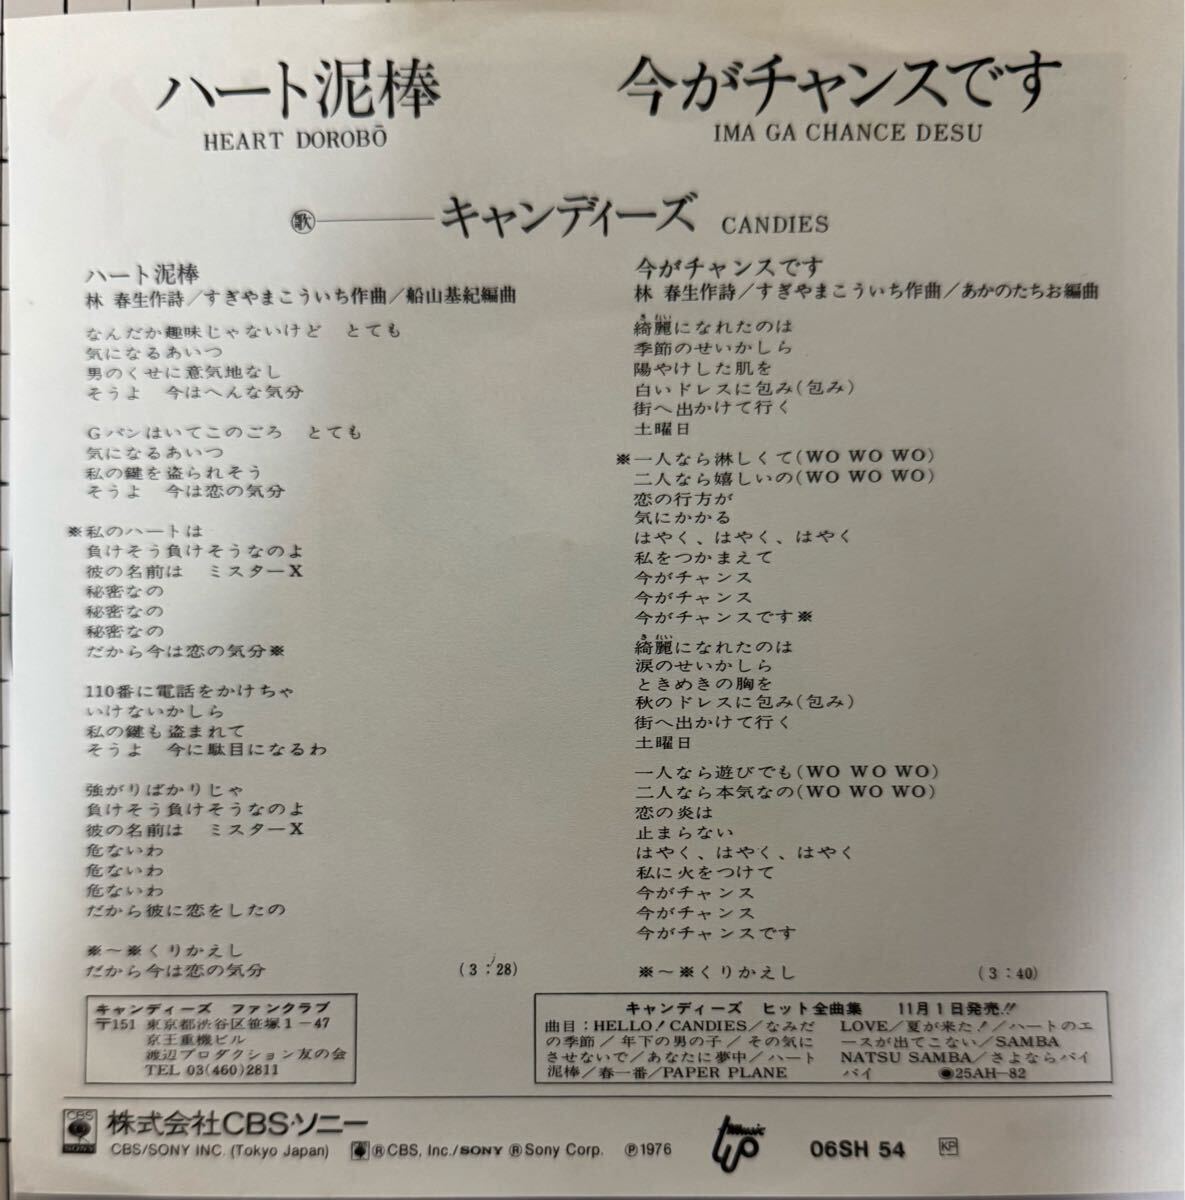 ハート泥棒
HEART DOROBŌ
今がチャンスです
IMA GA CHANCE DESU
歌 キャンディーズ CANDIES
ハート泥棒
林 春生作詩/すぎやまこういち作曲/船山基紀編曲
なんだか趣味じゃないけど とても
気になるあいつ
男のくせに意気地なし
そうよ 今はへんな気分
Gパンはいてこのごろ とても
気になるあいつ
私の鍵を盗られそう
そうよ 今は恋の気分
※私のハートは
負けそう負けそうなのよ
彼の名前は ミスターX
秘密なの
秘密なの
秘密なの
だから今は恋の気分※
110番に電話をかけちゃ
いけないかしら
私の鍵も盗まれて
そうよ 今に駄目になるわ
強がりばかりじゃ
負けそう負けそうなのよ
彼の名前は ミスターX
危ないわ
危ないわ
危ないわ
だから彼に恋をしたの
※〜※くりかえし
だから今は恋の気分 (3:28)
今がチャンスです
林 春生作詩/すぎやまこういち作曲/あかのたちお編曲
綺麗になれたのは
季節のせいかしら
陽やけした肌を
白いドレスに包み(包み)
街へ出かけて行く
土曜日
※一人なら淋しくて(WO WO WO)
二人なら嬉しいの(WO WO WO)
恋の行方が
気にかかる
はやく、はやく、はやく
私をつかまえて
今がチャンス
今がチャンス
今がチャンスです※
綺麗になれたのは
涙のせいかしら
ときめきの胸を
秋のドレスに包み(包み)
街へ出かけて行く
土曜日
一人なら遊びでも(WO WO WO)
二人なら本気なの(WO WO WO)
恋の炎は
止まらない
はやく、はやく、はやく
私に火をつけて
今がチャンス
今がチャンス
今がチャンスです
※〜※くりかえし (3:40)
キャンディーズ ファンクラブ
〒151 東京都渋谷区笹塚1-47
京王重機ビル
渡辺プロダクション友の会
TEL 03(460)2811
キャンディーズ ヒット全曲集 11月1日発売!!
曲目:HELLO! CANDIES/なみだ
の季節/年下の男の子/その気に
させないで/あなたに夢中/ハート
泥棒/春一番/PAPER PLANE
LOVE/夏が来た!/ハートのエ
ースが出てこない/SAMBA
NATSU SAMBA/さよならバイ
バイ ●25AH-82
CBS SONY 株式会社CBS・ソニー
CBS/SONY INC. (Tokyo Japan) ®CBS, Inc./SONY ®Sony Corp. ℗1976
Music UP 06SH 54 KP